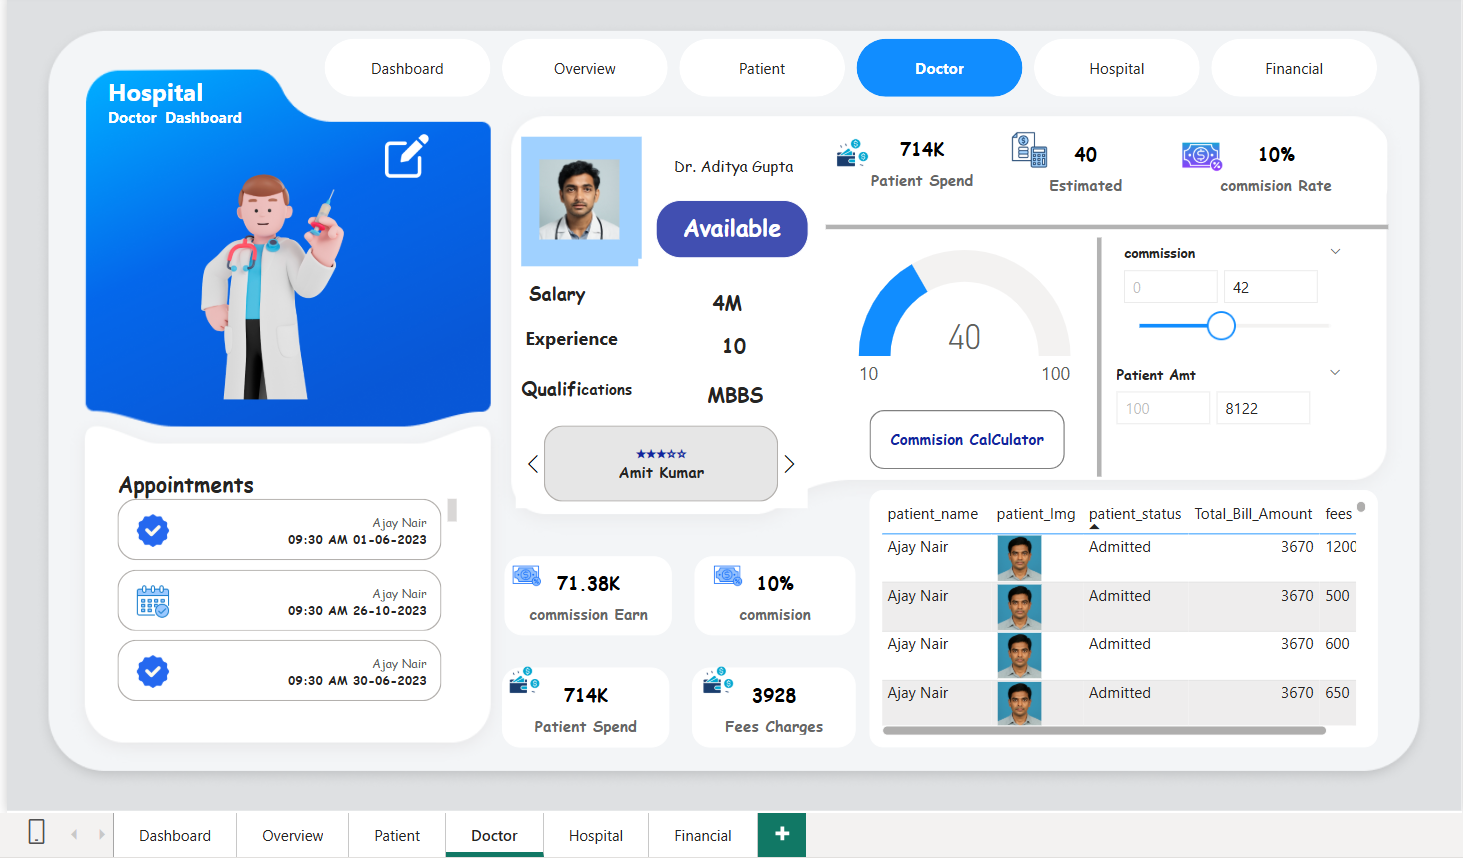 Dashboard
Overview
Patient
Doctor
Hospital
Financial
Hospital
Doctor Dashboard
Dr. Aditya Gupta
Available
Salary
4M
Experience
10
Qualifications
MBBS
★★★☆☆
Amit Kumar
714K
Patient Spend
40
Estimated
10%
commision Rate
40
10
100
Commision CalCulator
commission
0
42
Patient Amt
100
8122
Appointments
Ajay Nair
09:30 AM 01-06-2023
Ajay Nair
09:30 AM 26-10-2023
Ajay Nair
09:30 AM 30-06-2023
71.38K
commission Earn
10%
commision
714K
Patient Spend
3928
Fees Charges
patient_name patient_Img patient_status Total_Bill_Amount fees
Ajay Nair Admitted 3670 1200
Ajay Nair Admitted 3670 500
Ajay Nair Admitted 3670 600
Ajay Nair Admitted 3670 650
Dashboard
Overview
Patient
Doctor
Hospital
Financial